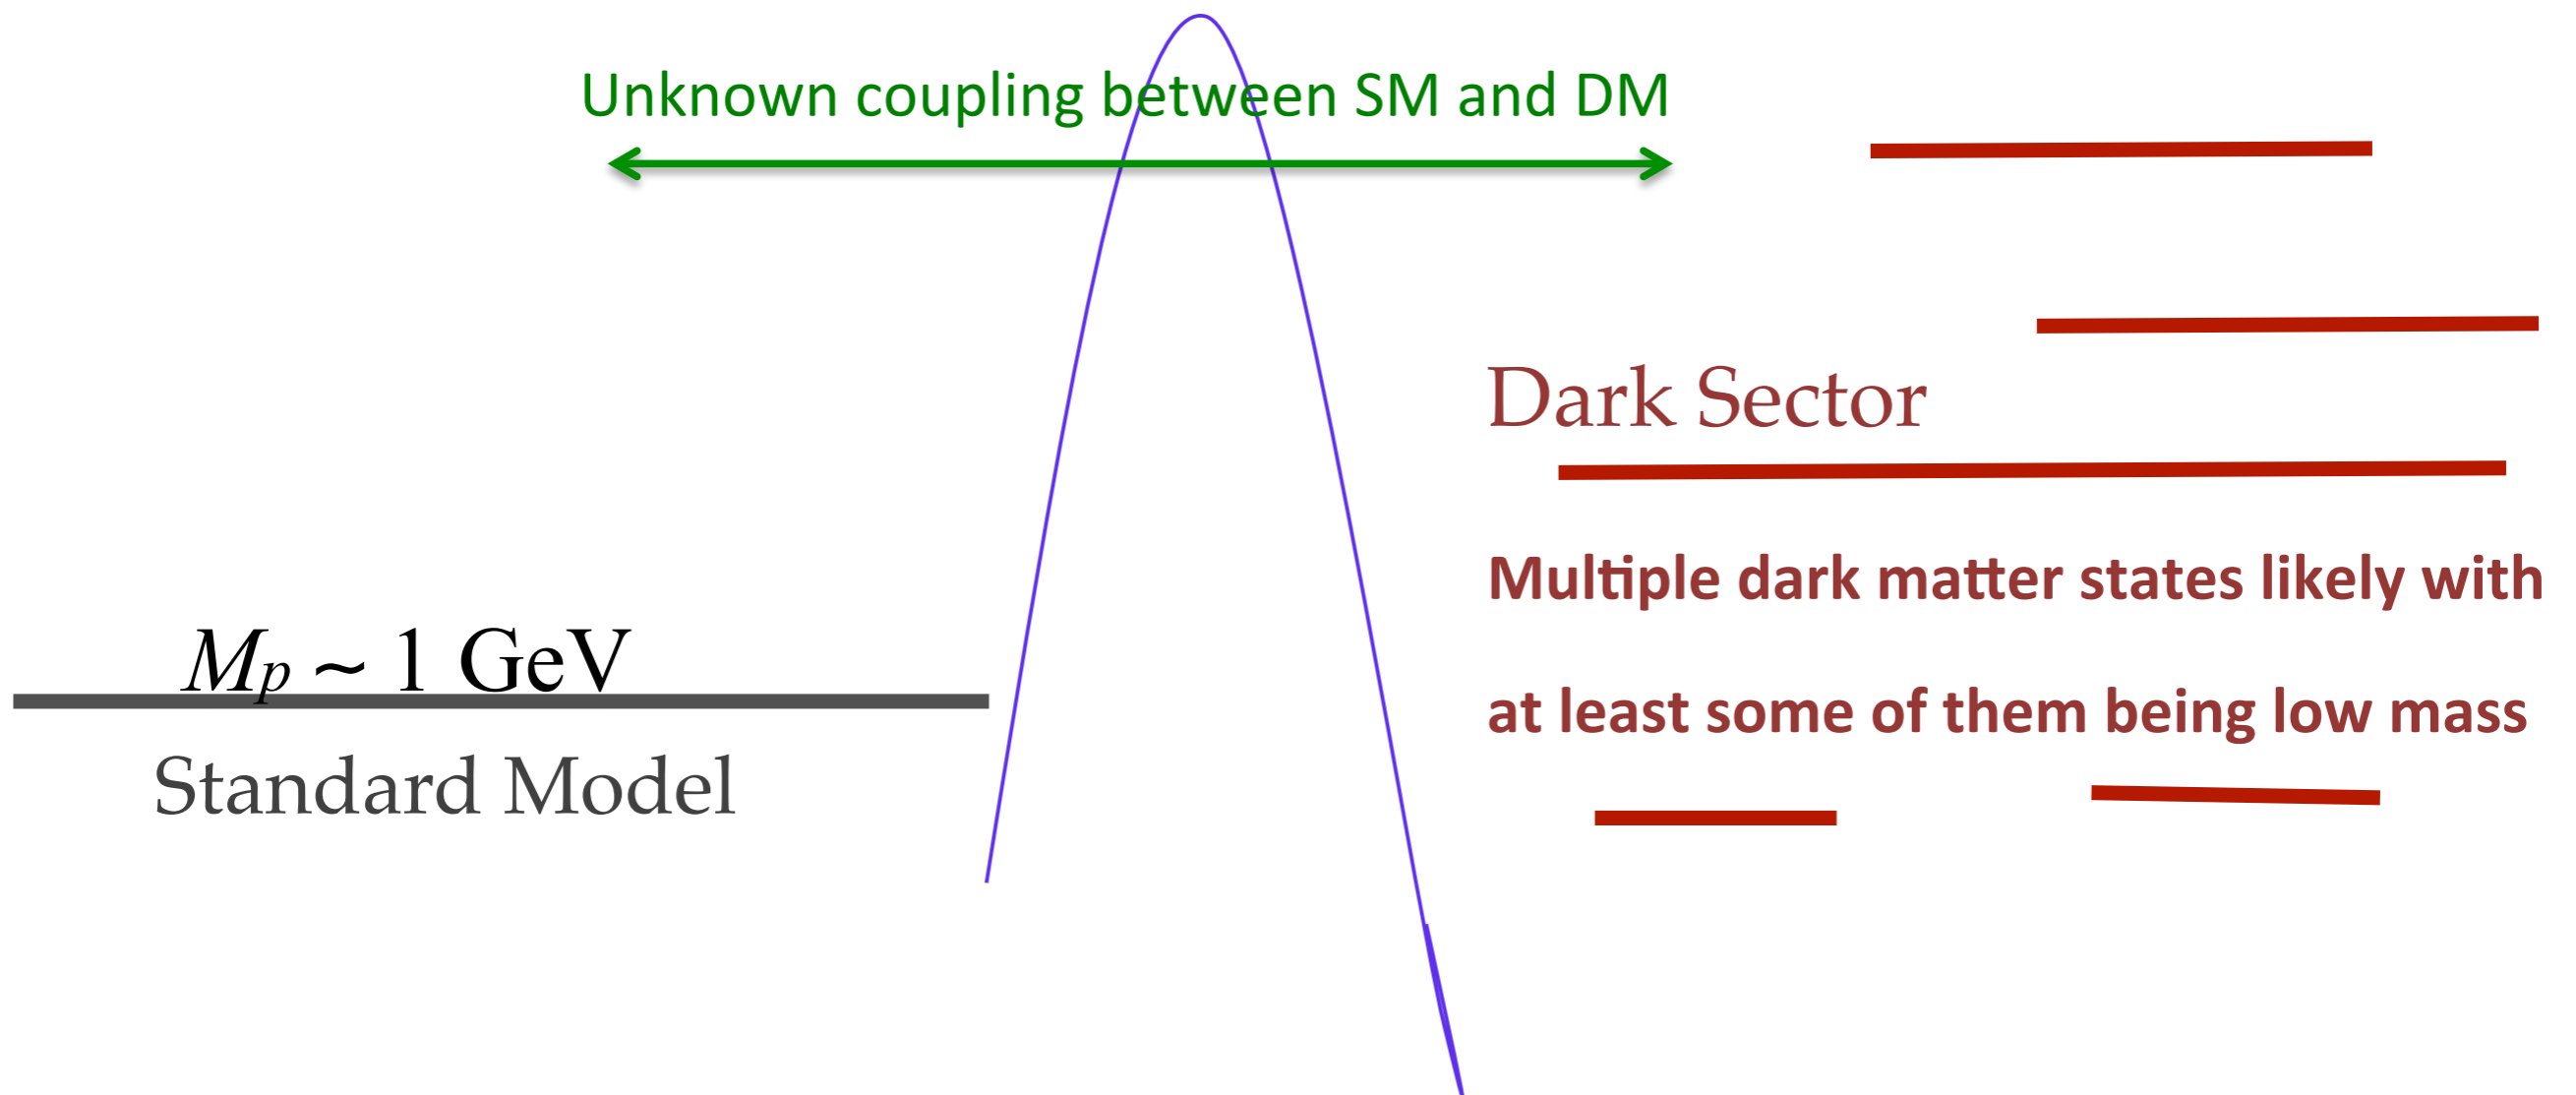 Unknown coupling between SM and DM
Dark Sector
Multiple dark matter states likely with
at least some of them being low mass
Mp ~ 1 GeV
Standard Model